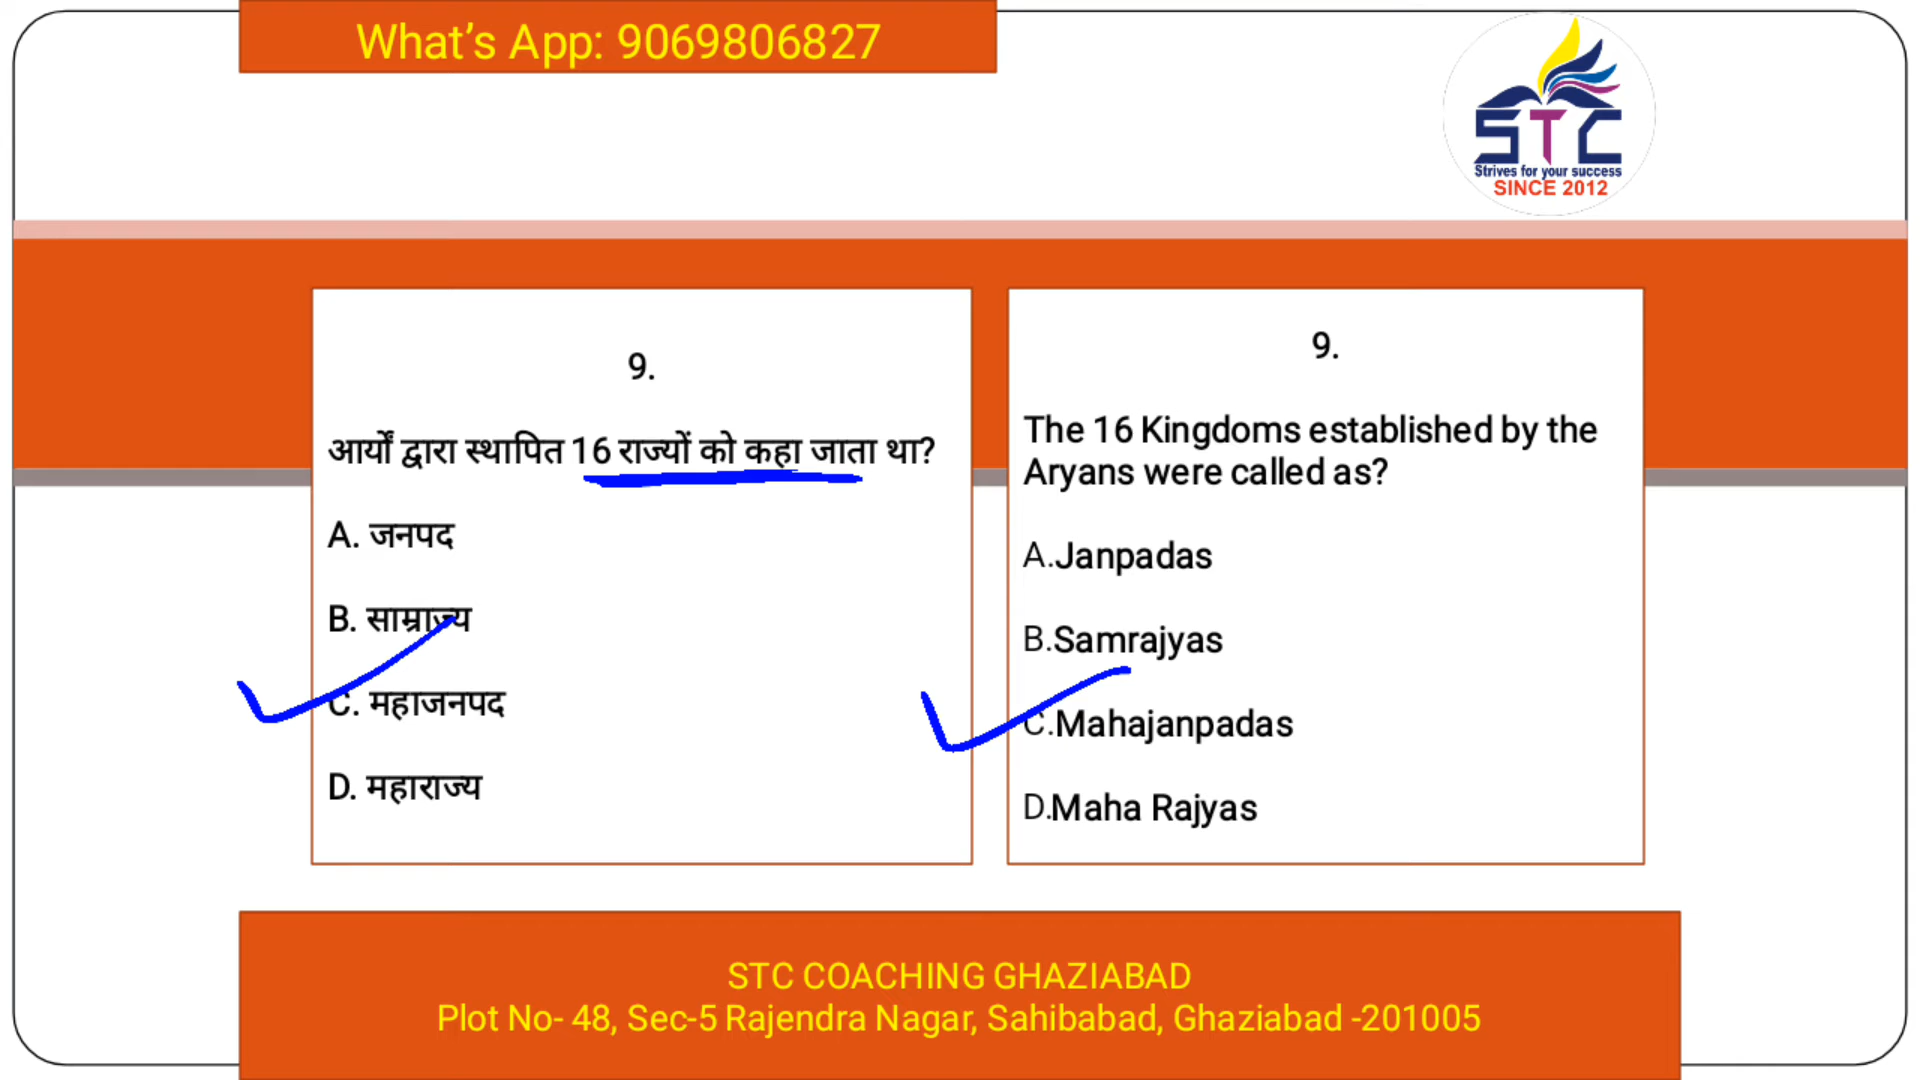 What's App: 9069806827
STC
Strives for your success
SINCE 2012
9.
आर्यों द्वारा स्थापित 16 राज्यों को कहा जाता था?
A. जनपद
B. साम्राज्य
C. महाजनपद
D. महाराज्य
9.
The 16 Kingdoms established by the
Aryans were called as?
A.Janpadas
B.Samrajyas
C.Mahajanpadas
D.Maha Rajyas
STC COACHING GHAZIABAD
Plot No- 48, Sec-5 Rajendra Nagar, Sahibabad, Ghaziabad -201005